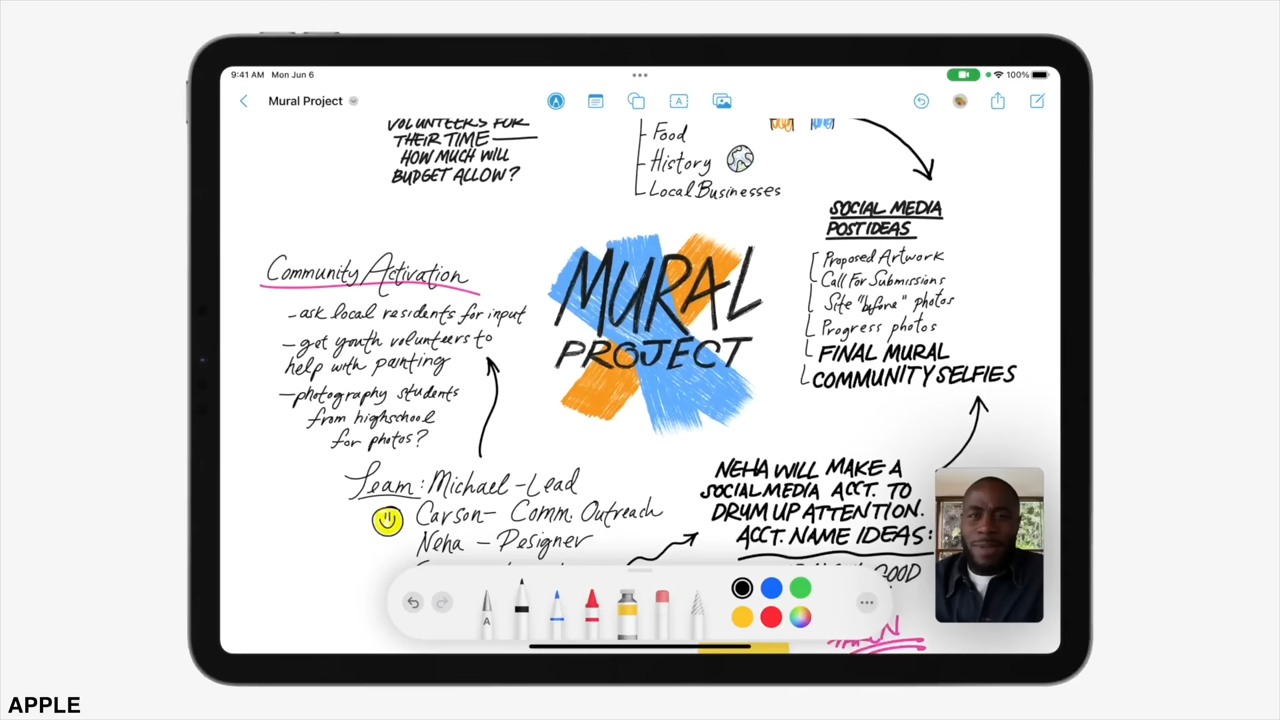 9:41 AM Mon Jun 6
100%
Mural Project
A
VOLUNTEERS FOR
THEIR TIME
HOW MUCH WILL
BUDGET ALLOW?
Food
History
Local Businesses
SOCIAL MEDIA
POST IDEAS
Proposed Artwork
Call For Submissions
Site "before" photos
Progress photos
FINAL MURAL
COMMUNITY SELFIES
MURAL
PROJECT
Community Activation
- ask local residents for input
- get youth volunteers to
help with painting
- photography students
from highschool
for photos?
Team: Michael - Lead
Carson - Comm. Outreach
Neha - Designer
NEHA WILL MAKE A
SOCIAL MEDIA ACCT. TO
DRUM UP ATTENTION.
ACCT. NAME IDEAS:
GOOD
A
APPLE